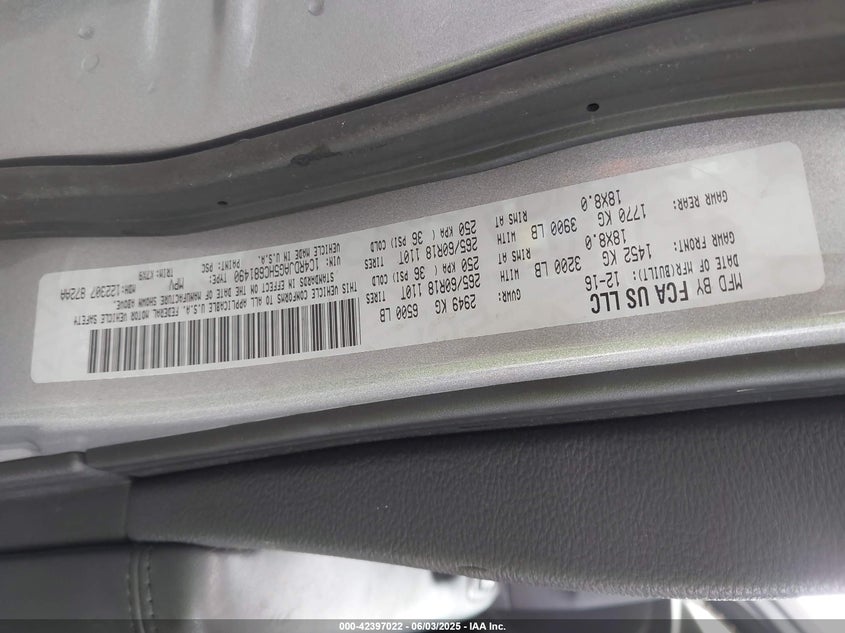 MFD BY FCA US LLC
DATE OF MFR(BUILT): 12-16
GVWR: 2949 KG 6500 LB
GAWR FRONT: 1452 KG 3200 LB WITH 265/60R18 110T TIRES
18X8.0 RIMS AT 250 KPA ( 36 PSI) COLD
GAWR REAR: 1770 KG 3900 LB WITH 265/60R18 110T TIRES
18X8.0 RIMS AT 250 KPA ( 36 PSI) COLD
THIS VEHICLE CONFORMS TO ALL APPLICABLE U.S.A. FEDERAL MOTOR VEHICLE SAFETY
STANDARDS IN EFFECT ON THE DATE OF MANUFACTURE SHOWN ABOVE.
VIN: 1C4RDJAG5HC681490 TYPE: MPV MDH: 122307 872AA
VEHICLE MADE IN U.S.A. PAINT: PSC TRIM: X7X9
000-42397022 - 06/03/2025 - IAA Inc.